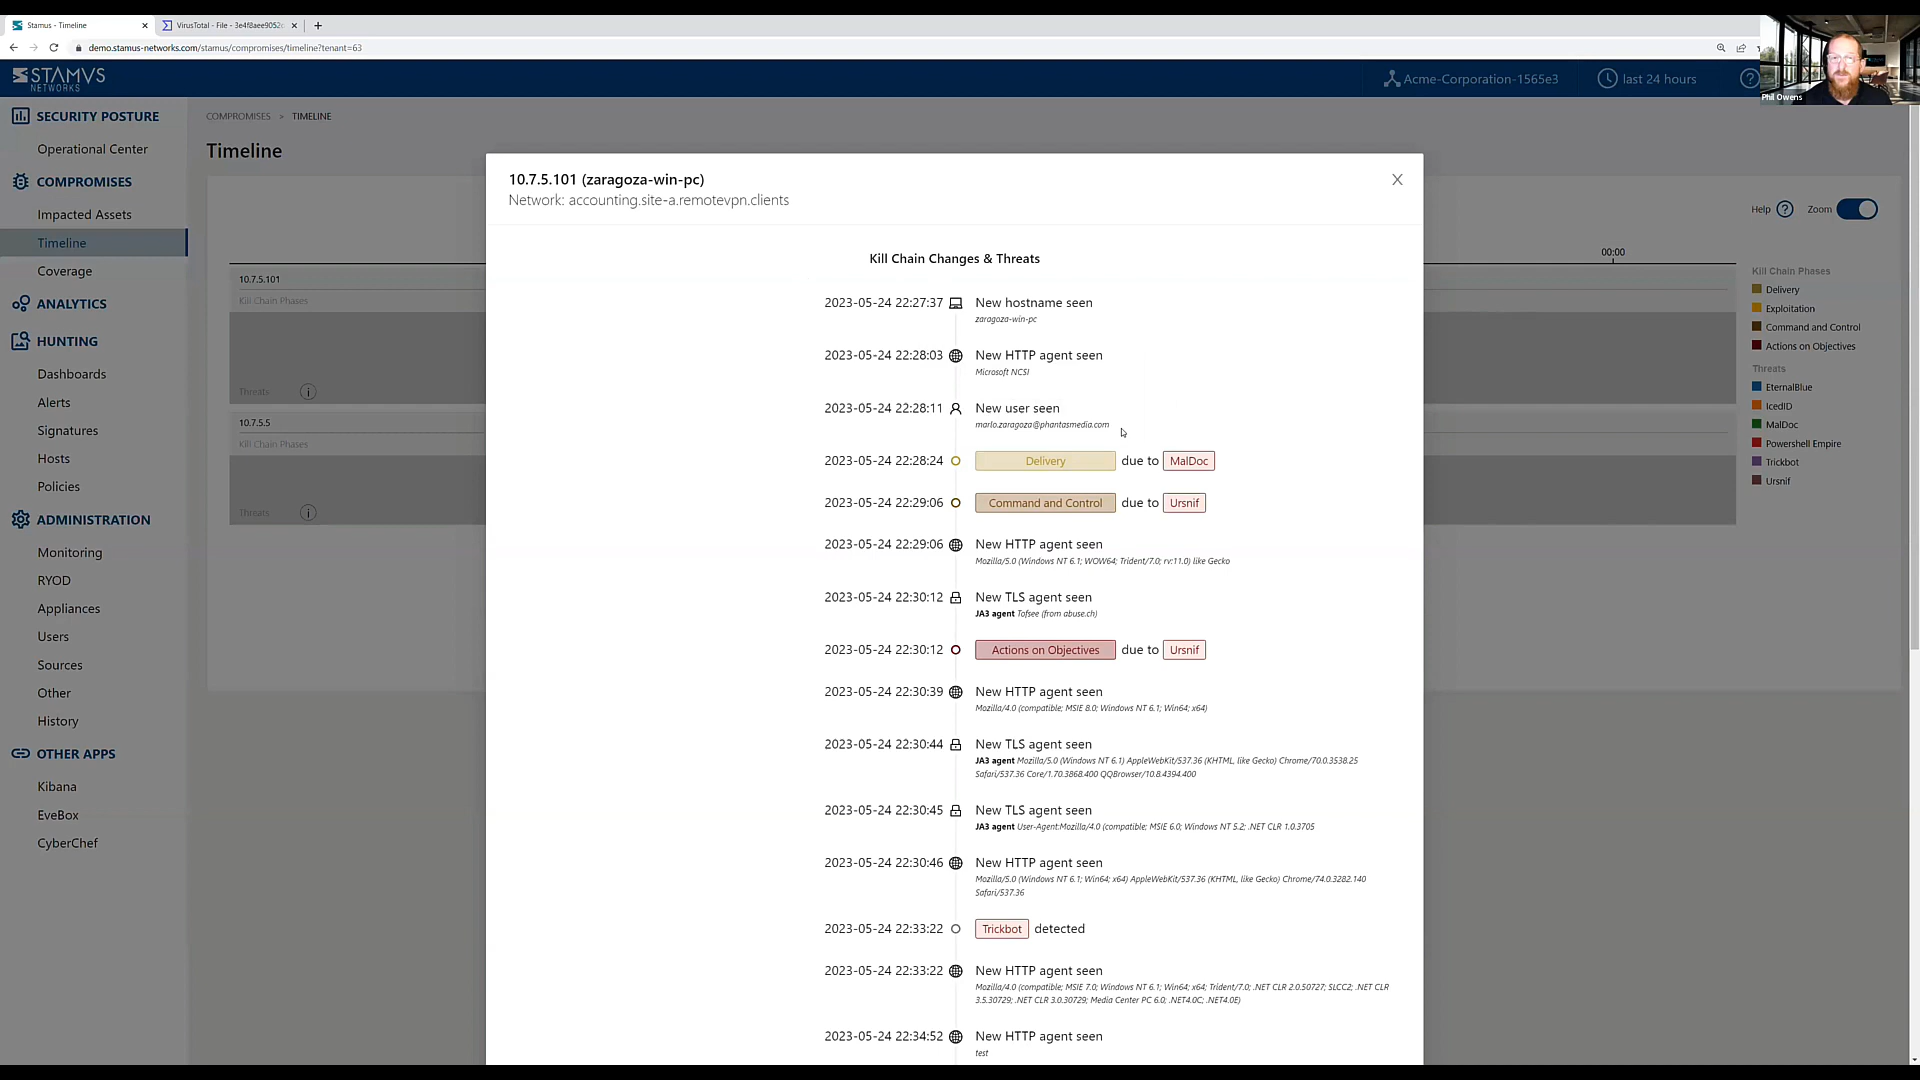 Stamus - Timeline
VirusTotal - File - 3e4f8aee9052
demo.stamus-networks.com/stamus/compromises/timeline?tenant=63
Phil Owens
STAMVS
NETWORKS
Acme-Corporation-1565e3
last 24 hours
?
SECURITY POSTURE
Operational Center
COMPROMISES
Impacted Assets
Timeline
Coverage
ANALYTICS
HUNTING
Dashboards
Alerts
Signatures
Hosts
Policies
ADMINISTRATION
Monitoring
RYOD
Appliances
Users
Sources
Other
History
OTHER APPS
Kibana
EveBox
CyberChef
COMPROMISES > TIMELINE
Timeline
10.7.5.101
Kill Chain Phases
Threats
10.7.5.5
Kill Chain Phases
Threats
10.7.5.101 (zaragoza-win-pc)
Network: accounting.site-a.remotevpn.clients
Kill Chain Changes & Threats
2023-05-24 22:27:37 New hostname seen
zaragoza-win-pc
2023-05-24 22:28:03 New HTTP agent seen
Microsoft NCSI
2023-05-24 22:28:11 New user seen
marlo.zaragoza@phantasmedia.com
2023-05-24 22:28:24 Delivery due to MalDoc
2023-05-24 22:29:06 Command and Control due to Ursnif
2023-05-24 22:29:06 New HTTP agent seen
Mozilla/5.0 (Windows NT 6.1; WOW64; Trident/7.0; rv:11.0) like Gecko
2023-05-24 22:30:12 New TLS agent seen
JA3 agent Tofsee (from abuse.ch)
2023-05-24 22:30:12 Actions on Objectives due to Ursnif
2023-05-24 22:30:39 New HTTP agent seen
Mozilla/4.0 (compatible; MSIE 8.0; Windows NT 6.1; Win64; x64)
2023-05-24 22:30:44 New TLS agent seen
JA3 agent Mozilla/5.0 (Windows NT 6.1) AppleWebKit/537.36 (KHTML, like Gecko) Chrome/70.0.3538.25
Safari/537.36 Core/1.70.3868.400 QQBrowser/10.8.4394.400
2023-05-24 22:30:45 New TLS agent seen
JA3 agent User-Agent:Mozilla/4.0 (compatible; MSIE 6.0; Windows NT 5.2; .NET CLR 1.0.3705
2023-05-24 22:30:46 New HTTP agent seen
Mozilla/5.0 (Windows NT 6.1; Win64; x64) AppleWebKit/537.36 (KHTML, like Gecko) Chrome/74.0.3282.140
Safari/537.36
2023-05-24 22:33:22 Trickbot detected
2023-05-24 22:33:22 New HTTP agent seen
Mozilla/4.0 (compatible; MSIE 7.0; Windows NT 6.1; Win64; x64; Trident/7.0; .NET CLR 2.0.50727; SLCC2; .NET CLR
3.5.30729; .NET CLR 3.0.30729; Media Center PC 6.0; .NET4.0C; .NET4.0E)
2023-05-24 22:34:52 New HTTP agent seen
test
Help ? Zoom
00:00
Kill Chain Phases
Delivery
Exploitation
Command and Control
Actions on Objectives
Threats
EternalBlue
IcedID
MalDoc
Powershell Empire
Trickbot
Ursnif